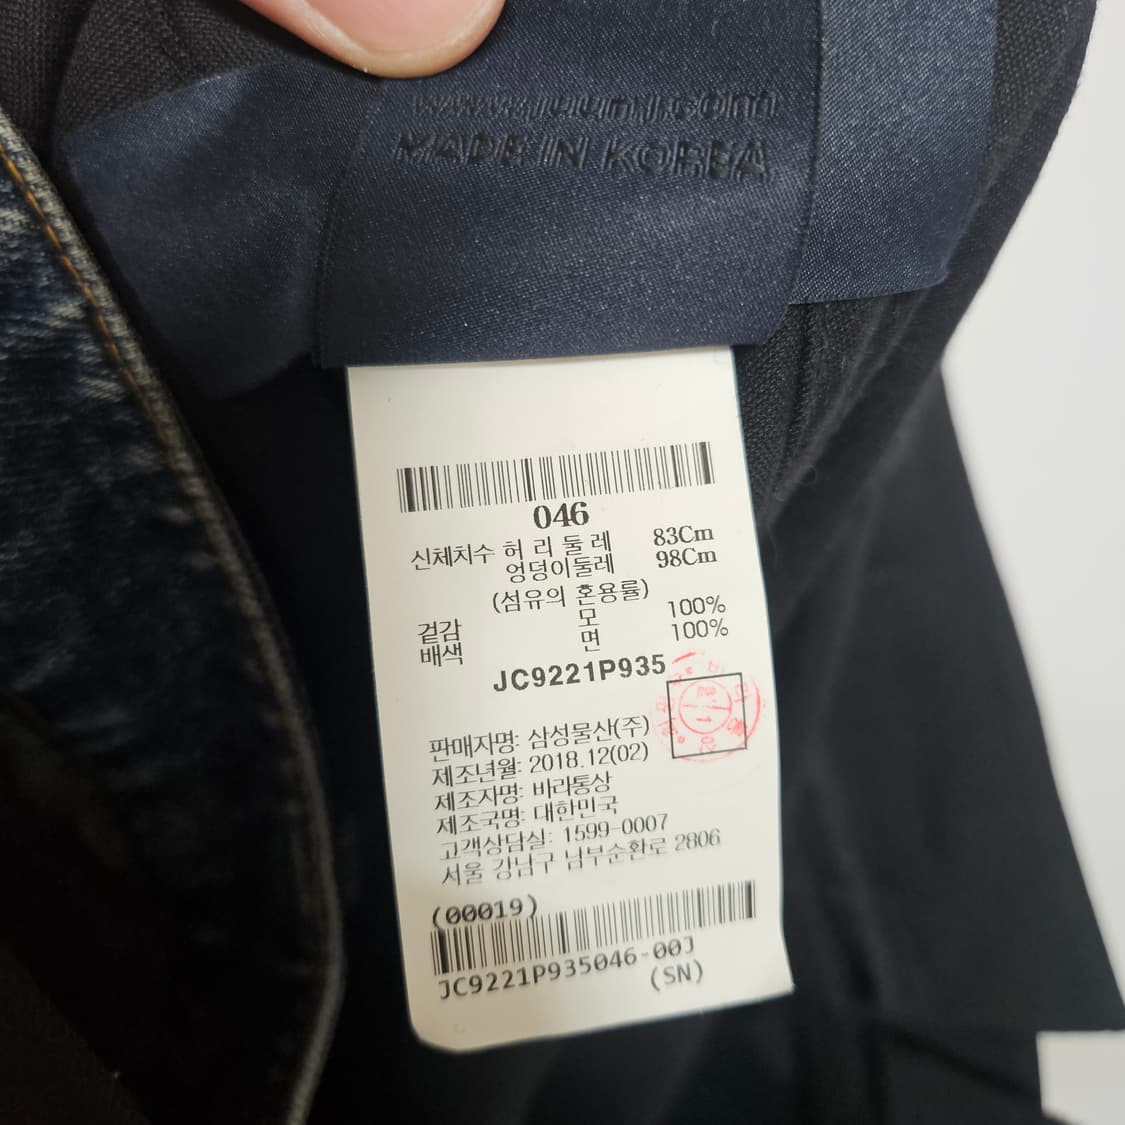 MADE IN KOREA
046
신체치수 허 리 둘 레 83Cm
엉덩이둘레 98Cm
(섬유의 혼용률)
겉감 모 100%
배색 면 100%
JC9221P935
판매자명: 삼성물산(주)
제조년월: 2018.12(02)
제조자명: 바라통상
제조국명: 대한민국
고객상담실: 1599-0007
서울 강남구 남부순환로 2806
(00019)
JC9221P935046-00J
(SN)